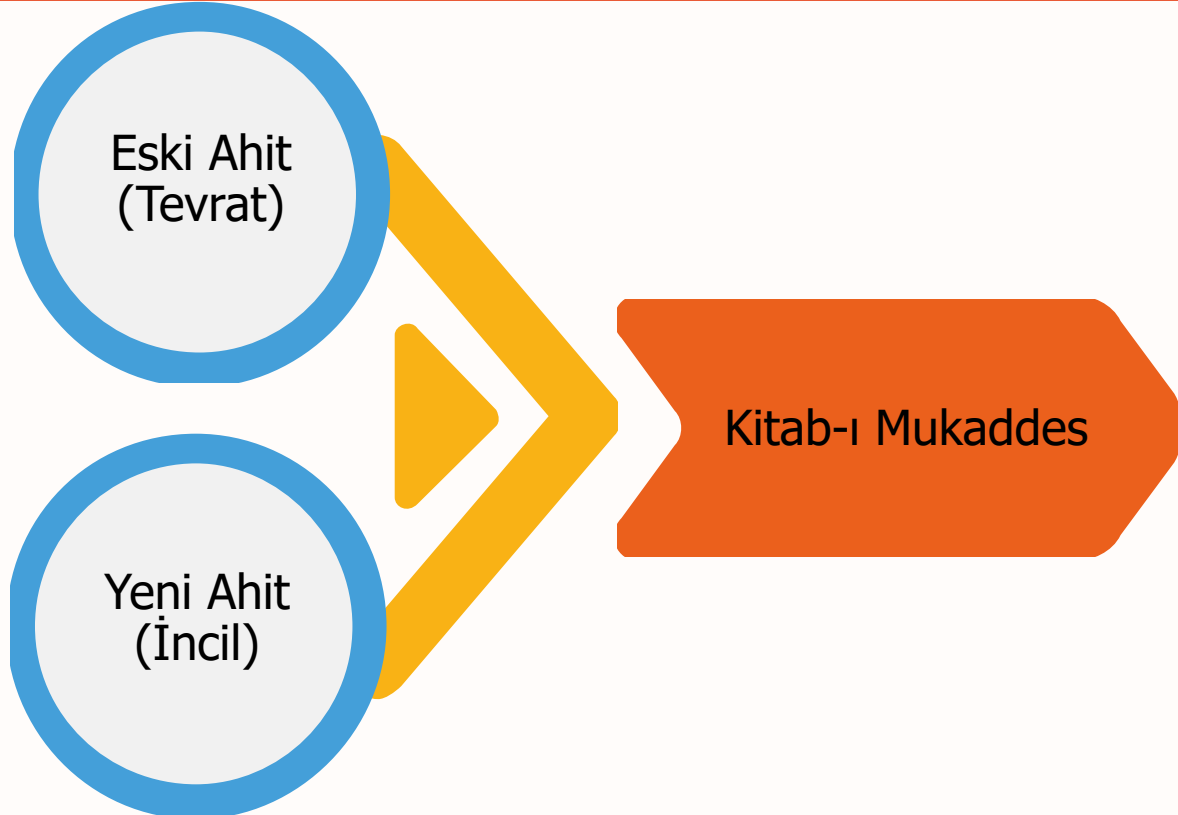 Eski Ahit
(Tevrat)
Kitab-ı Mukaddes
Yeni Ahit
(İncil)